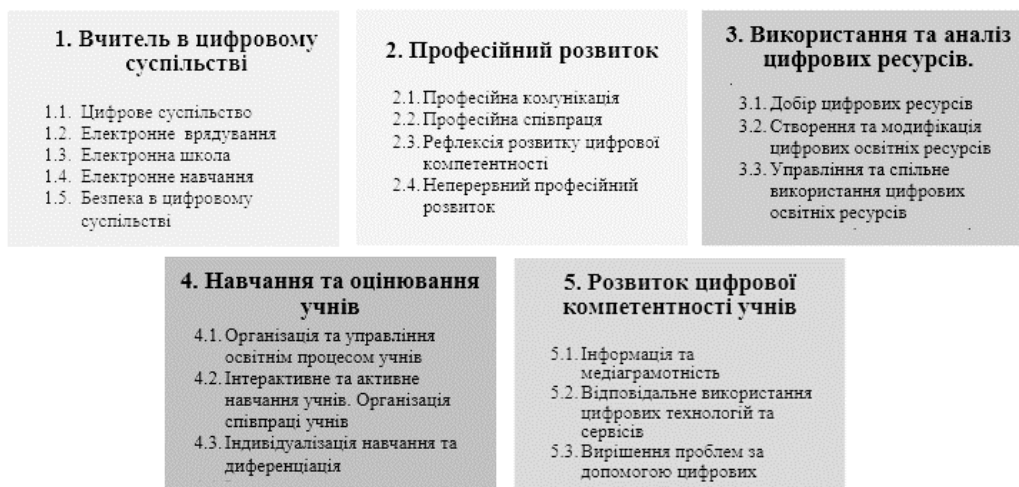 1. Вчитель в цифровому
суспільстві
1.1. Цифрове суспільство
1.2. Електронне врядування
1.3. Електронна школа
1.4. Електронне навчання
1.5. Безпека в цифровому
суспільстві
2. Професійний розвиток
2.1. Професійна комунікація
2.2. Професійна співпраця
2.3. Рефлексія розвитку цифрової
компетентності
2.4. Неперервний професійний
розвиток
3. Використання та аналіз
цифрових ресурсів.
3.1. Добір цифрових ресурсів
3.2. Створення та модифікація
цифрових освітніх ресурсів
3.3. Управління та спільне
використання цифрових
освітніх ресурсів
4. Навчання та оцінювання
учнів
4.1. Організація та управління
освітнім процесом учнів
4.2. Інтерактивне та активне
навчання учнів. Організація
співпраці учнів
4.3. Індивідуалізація навчання та
диференціація
5. Розвиток цифрової
компетентності учнів
5.1. Інформація та
медіаграмотність
5.2. Відповідальне використання
цифрових технологій та
сервісів
5.3. Вирішення проблем за
допомогою цифрових